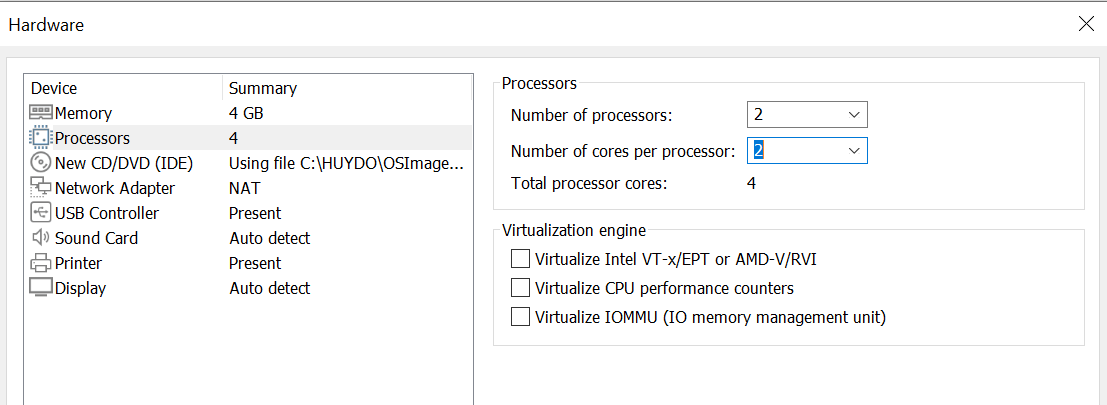 Hardware
Device Summary
Memory 4 GB
Processors 4
New CD/DVD (IDE) Using file C:\HUYDO\OSImage...
Network Adapter NAT
USB Controller Present
Sound Card Auto detect
Printer Present
Display Auto detect
Processors
Number of processors: 2
Number of cores per processor: 2
Total processor cores: 4
Virtualization engine
Virtualize Intel VT-x/EPT or AMD-V/RVI
Virtualize CPU performance counters
Virtualize IOMMU (IO memory management unit)